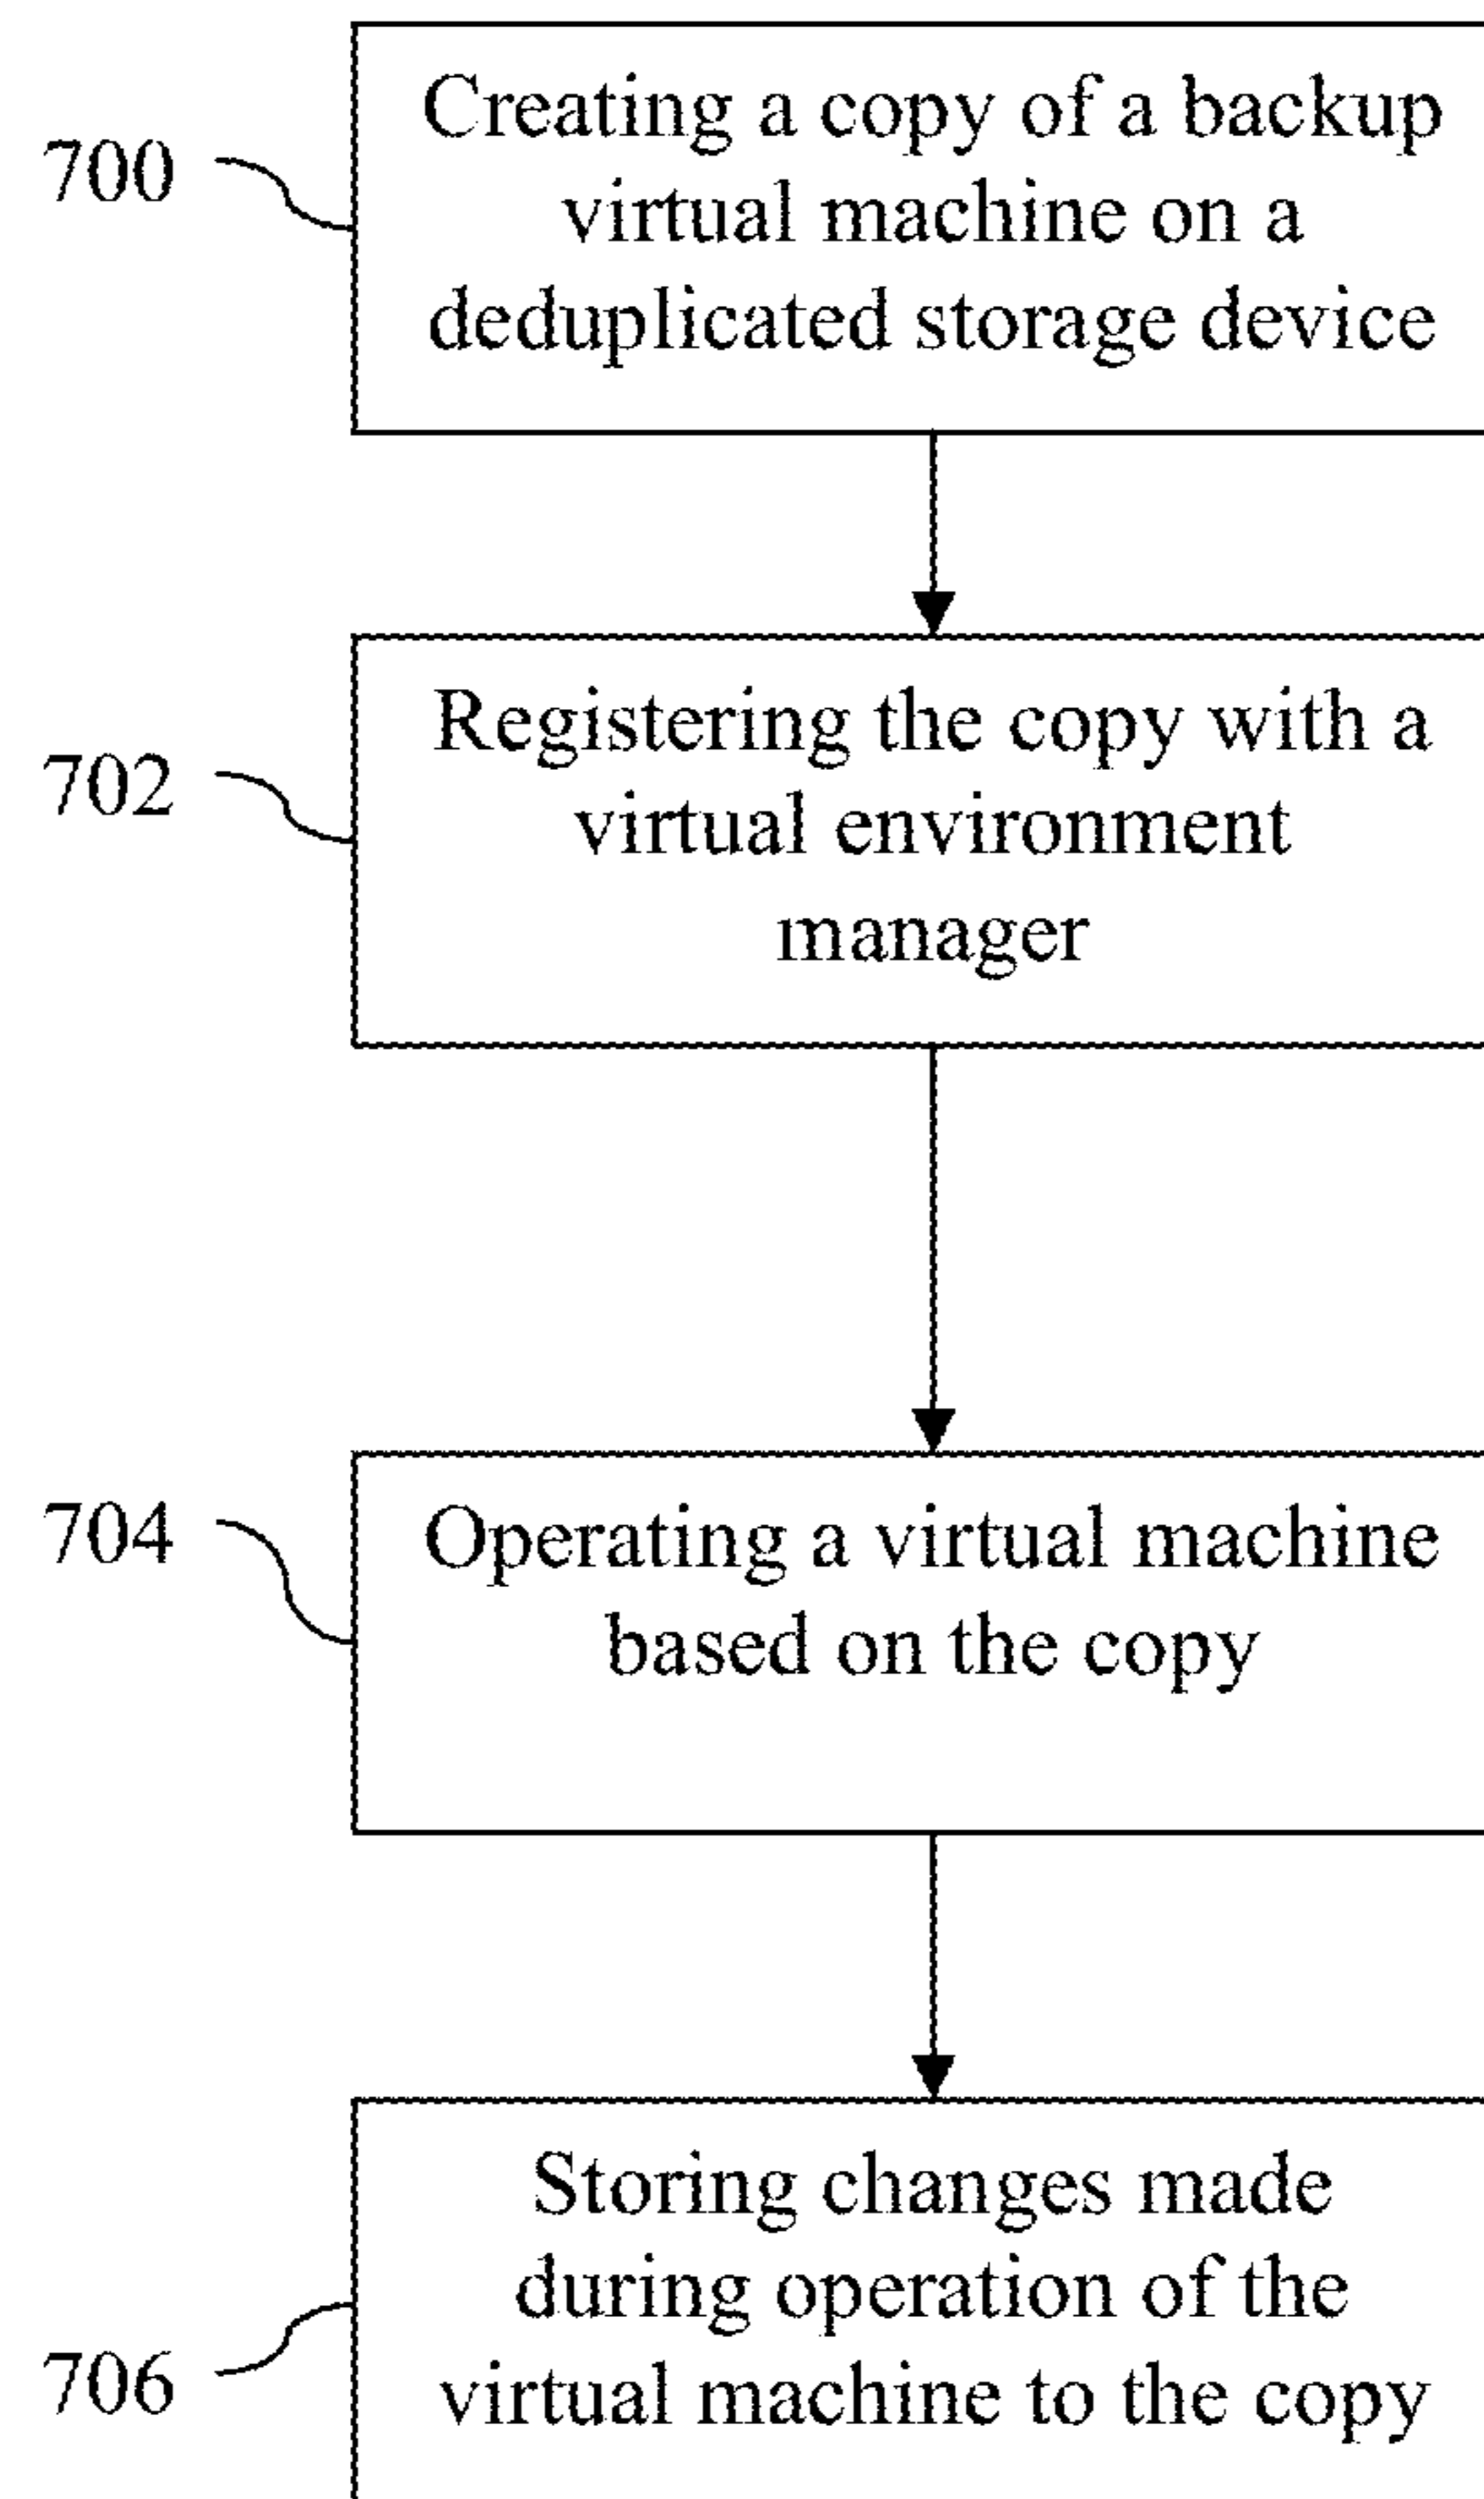 700
Creating a copy of a backup
virtual machine on a
deduplicated storage device
702
Registering the copy with a
virtual environment
manager
704
Operating a virtual machine
based on the copy
706
Storing changes made
during operation of the
virtual machine to the copy